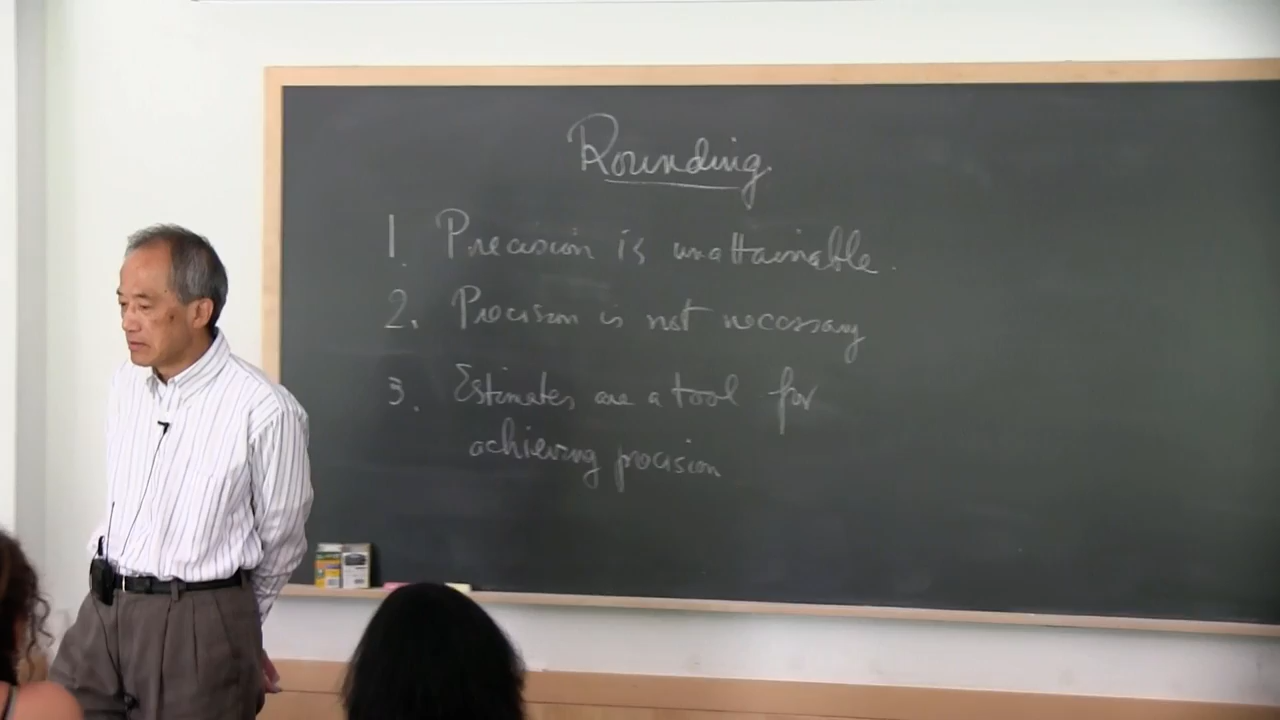 Rounding.
1. Precision is unattainable.
2. Precision is not necessary
3. Estimates are a tool for
achieving precision